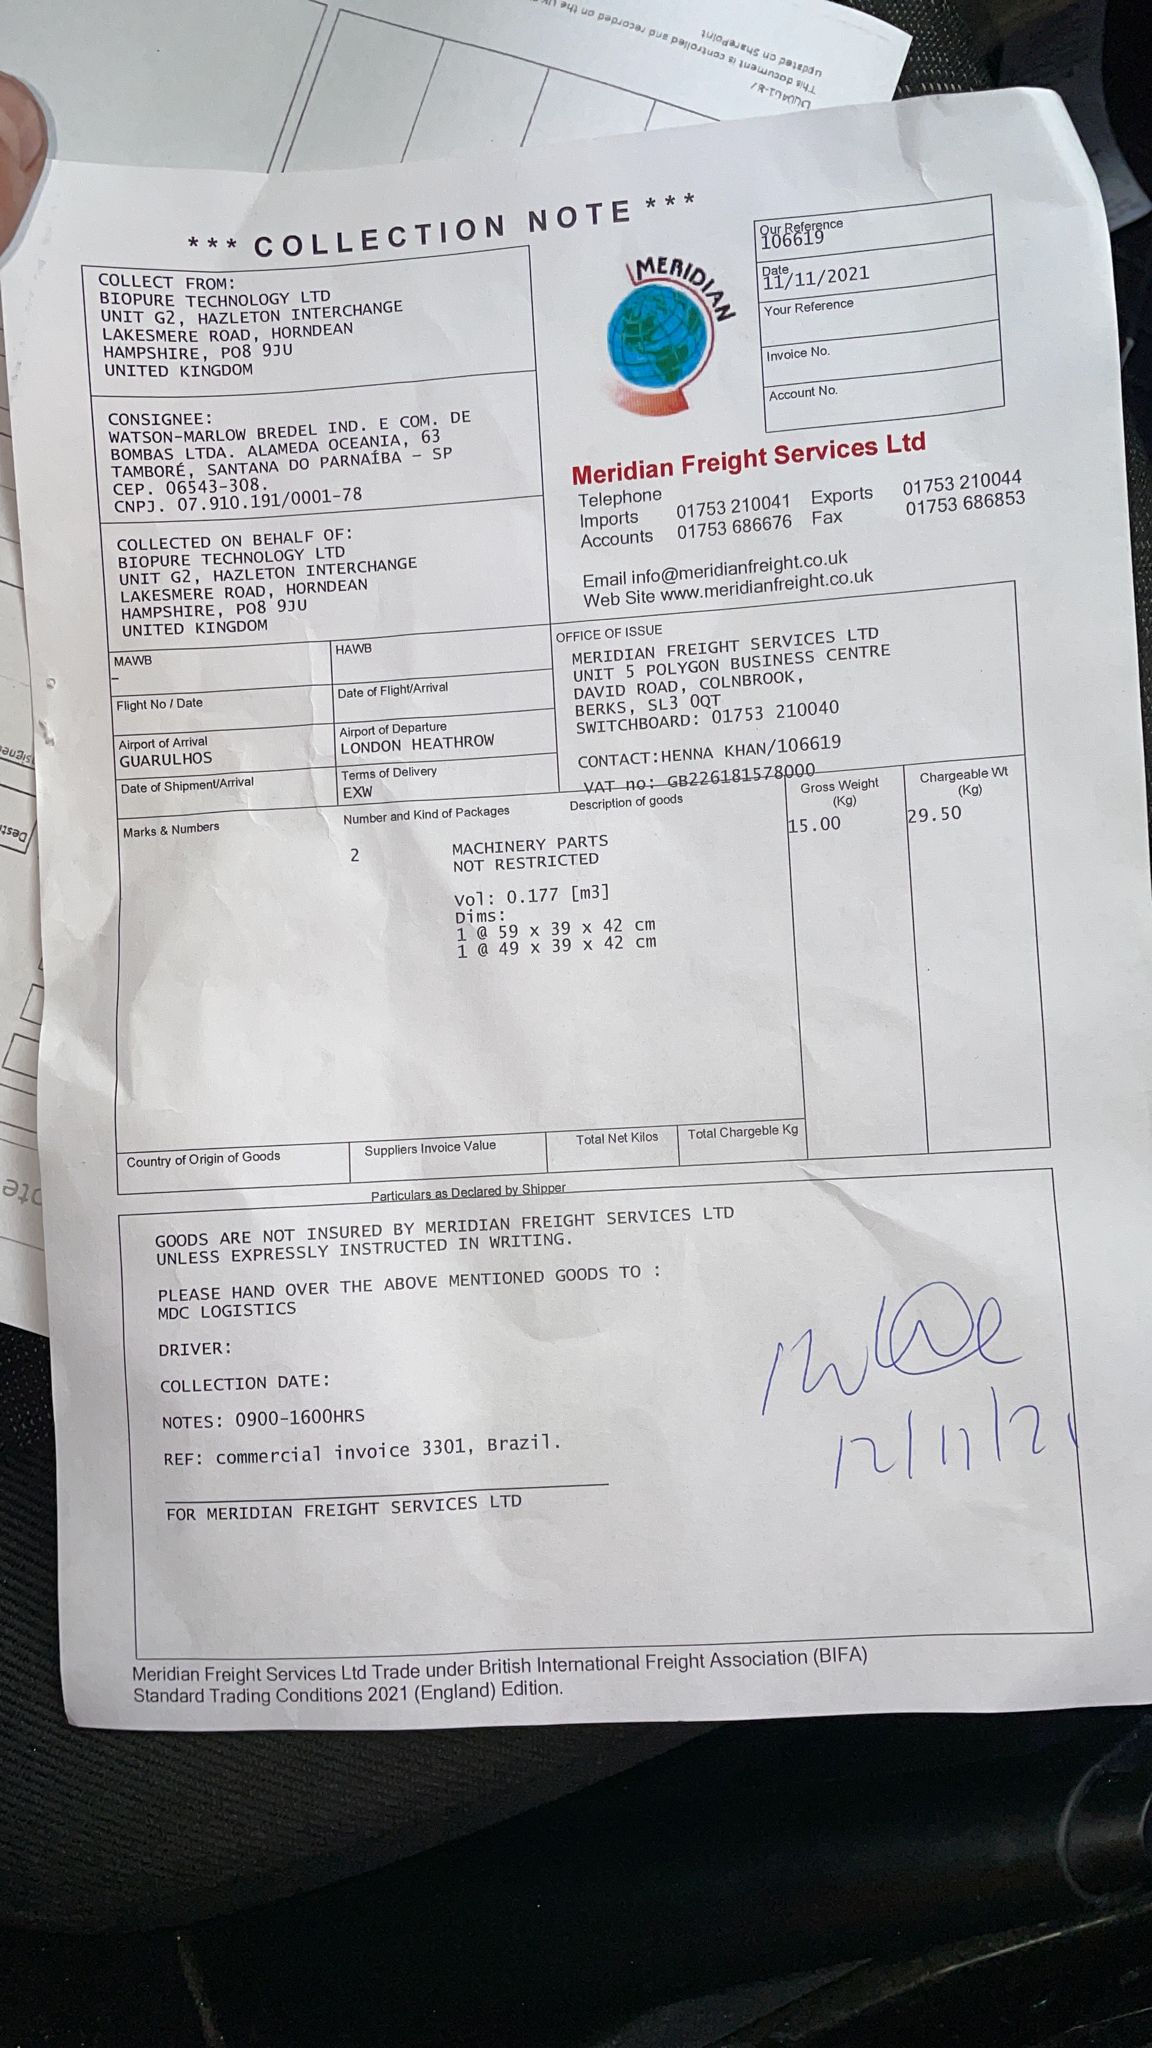 updated on SharePoint
*** COLLECTION NOTE ***
COLLECT FROM:
BIOPURE TECHNOLOGY LTD
UNIT G2, HAZLETON INTERCHANGE
LAKESMERE ROAD, HORNDEAN
HAMPSHIRE, PO8 9JU
UNITED KINGDOM
MERIDIAN
Our Reference
106619
Date
11/11/2021
Your Reference
Invoice No.
Account No.
CONSIGNEE:
WATSON-MARLOW BREDEL IND. E COM. DE
BOMBAS LTDA. ALAMEDA OCEANIA, 63
TAMBORÉ, SANTANA DO PARNAÍBA - SP
CEP. 06543-308.
CNPJ. 07.910.191/0001-78
Meridian Freight Services Ltd
Telephone
Imports 01753 210041 Exports 01753 210044
Accounts 01753 686676 Fax 01753 686853
Email info@meridianfreight.co.uk
Web Site www.meridianfreight.co.uk
COLLECTED ON BEHALF OF:
BIOPURE TECHNOLOGY LTD
UNIT G2, HAZLETON INTERCHANGE
LAKESMERE ROAD, HORNDEAN
HAMPSHIRE, PO8 9JU
UNITED KINGDOM
OFFICE OF ISSUE
MERIDIAN FREIGHT SERVICES LTD
UNIT 5 POLYGON BUSINESS CENTRE
DAVID ROAD, COLNBROOK,
BERKS, SL3 0QT
SWITCHBOARD: 01753 210040
CONTACT:HENNA KHAN/106619
VAT no: GB226181578000
MAWB
-
HAWB
Flight No / Date
Date of Flight/Arrival
Airport of Arrival
GUARULHOS
Airport of Departure
LONDON HEATHROW
Date of Shipment/Arrival
Terms of Delivery
EXW
Marks & Numbers
Number and Kind of Packages
Description of goods
Gross Weight
(Kg)
Chargeable Wt
(Kg)
2
MACHINERY PARTS
NOT RESTRICTED
15.00
29.50
Vol: 0.177 [m3]
Dims:
1 @ 59 x 39 x 42 cm
1 @ 49 x 39 x 42 cm
Country of Origin of Goods
Suppliers Invoice Value
Total Net Kilos
Total Chargeble Kg
Particulars as Declared by Shipper
GOODS ARE NOT INSURED BY MERIDIAN FREIGHT SERVICES LTD
UNLESS EXPRESSLY INSTRUCTED IN WRITING.
PLEASE HAND OVER THE ABOVE MENTIONED GOODS TO :
MDC LOGISTICS
DRIVER:
COLLECTION DATE:
NOTES: 0900-1600HRS
REF: commercial invoice 3301, Brazil.
12/11/21
FOR MERIDIAN FREIGHT SERVICES LTD
Meridian Freight Services Ltd Trade under British International Freight Association (BIFA)
Standard Trading Conditions 2021 (England) Edition.